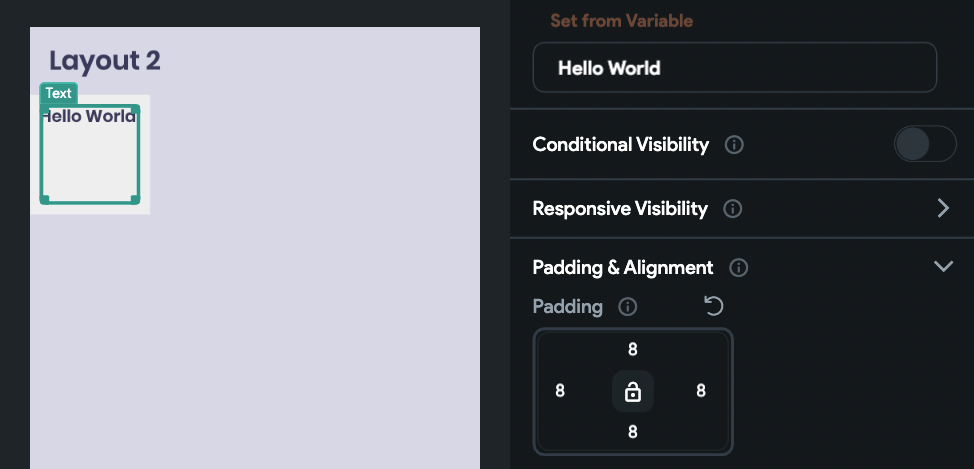 Layout 2
Text
Hello World
Set from Variable
Hello World
Conditional Visibility
Responsive Visibility
Padding & Alignment
Padding
8
8 8
8